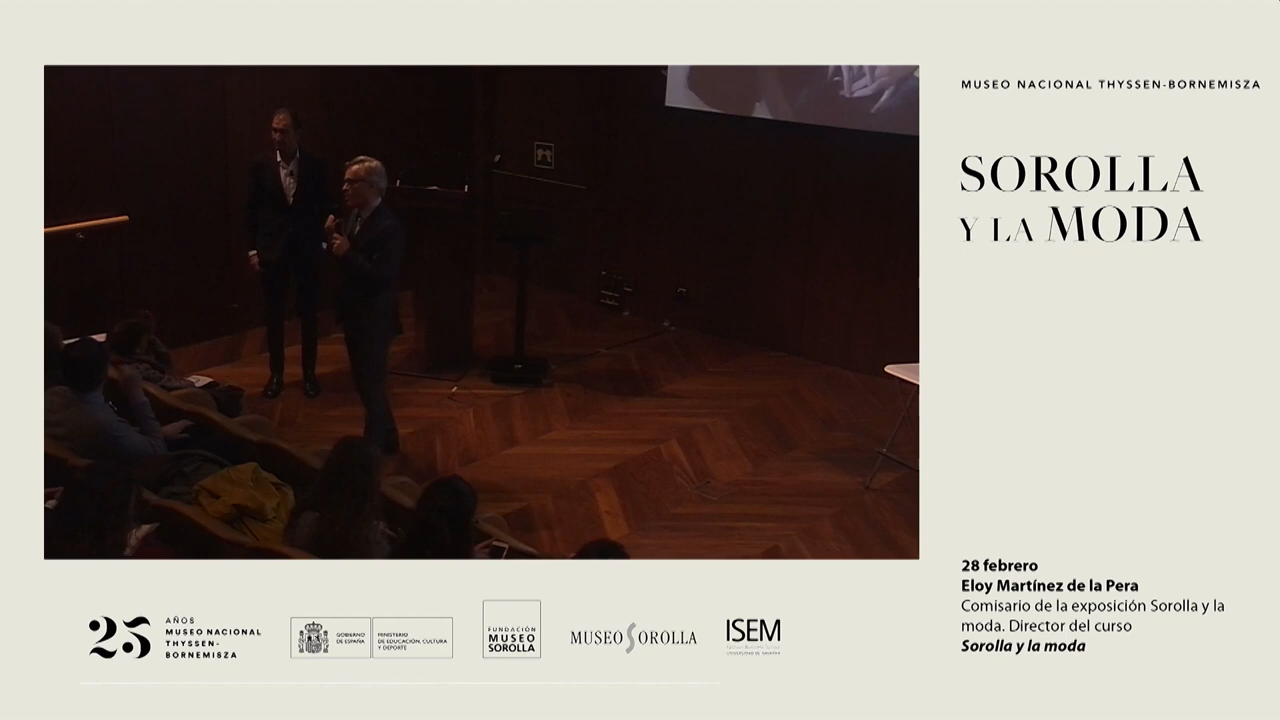 MUSEO NACIONAL THYSSEN-BORNEMISZA
SOROLLA
Y LA MODA
28 febrero
Eloy Martínez de la Pera
Comisario de la exposición Sorolla y la
moda. Director del curso
Sorolla y la moda
25 AÑOS
MUSEO NACIONAL
THYSSEN-
BORNEMISZA
GOBIERNO
DE ESPAÑA
MINISTERIO
DE EDUCACIÓN, CULTURA
Y DEPORTE
FUNDACIÓN
MUSEO
SOROLLA
MUSEO SOROLLA
ISEM